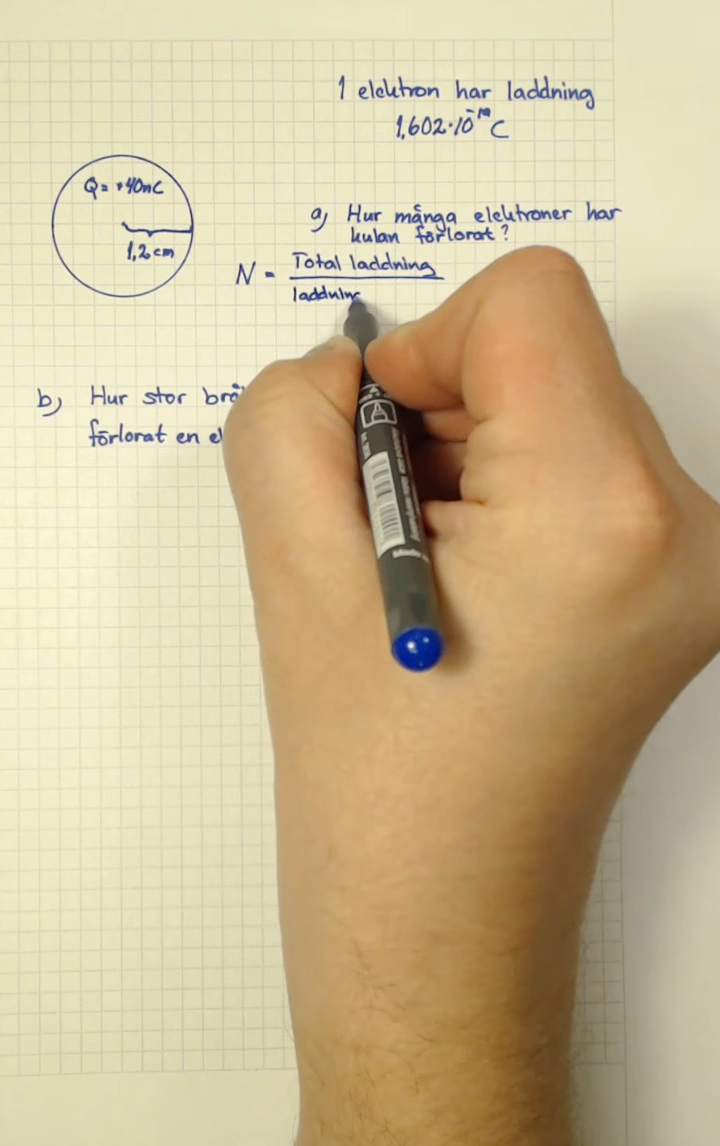 1 elektron har laddning
1,602·10⁻¹⁹ C
Q = +40nC
1,2 cm
a) Hur många elektroner har
kulan förlorat?
N = Total laddning
laddnin
b) Hur stor
förlorat en